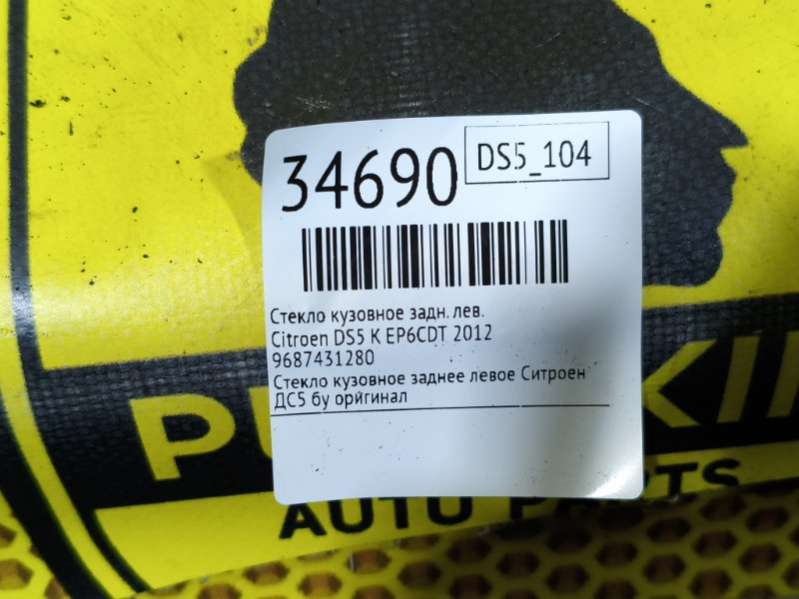 34690
DS5_104
Стекло кузовное задн. лев.
Citroen DS5 K EP6CDT 2012
9687431280
Стекло кузовное заднее левое Ситроен
ДС5 бу оригинал
AUTO